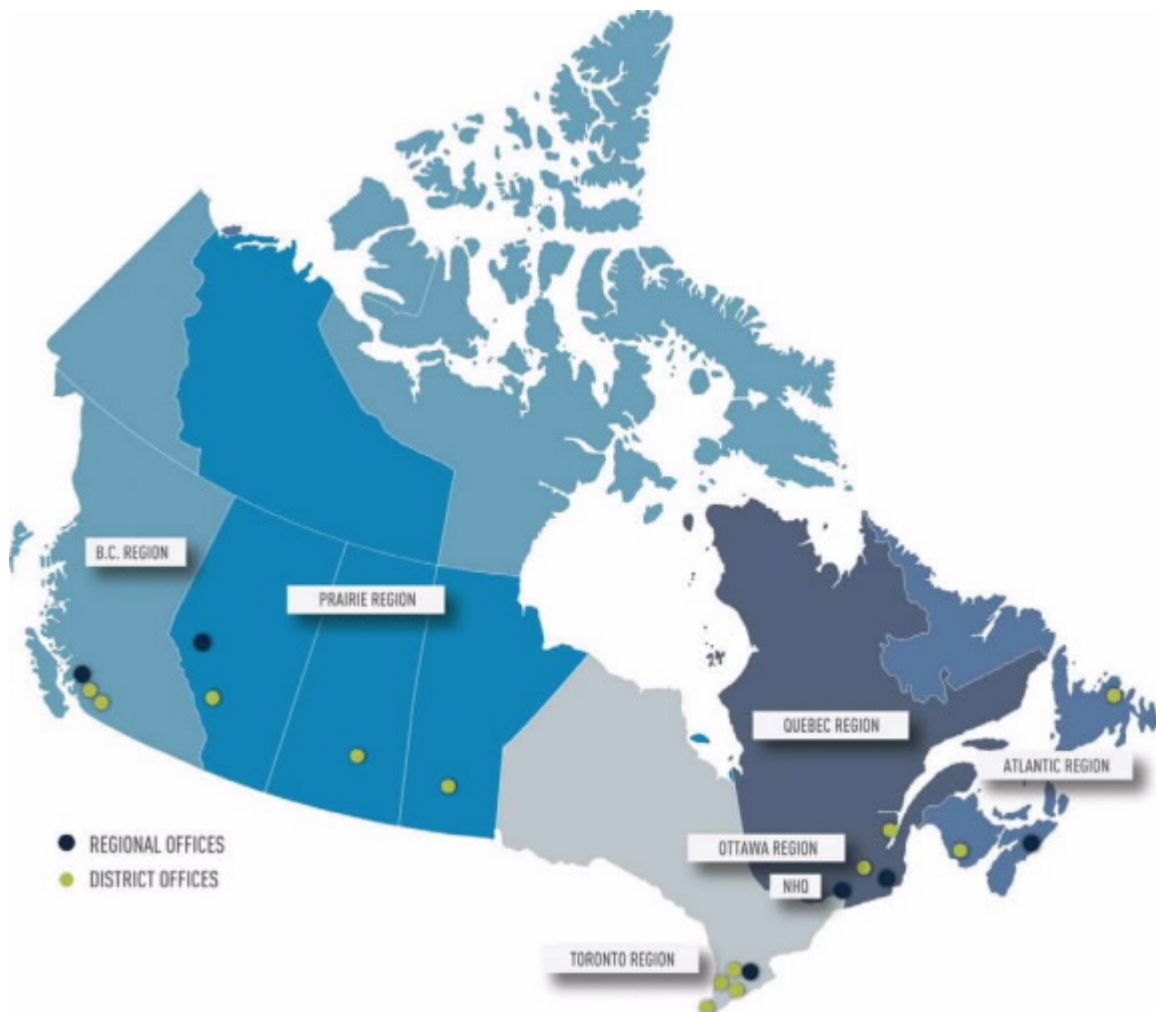 B.C. REGION
PRAIRIE REGION
QUEBEC REGION
ATLANTIC REGION
REGIONAL OFFICES
OTTAWA REGION
DISTRICT OFFICES
NHQ
TORONTO REGION